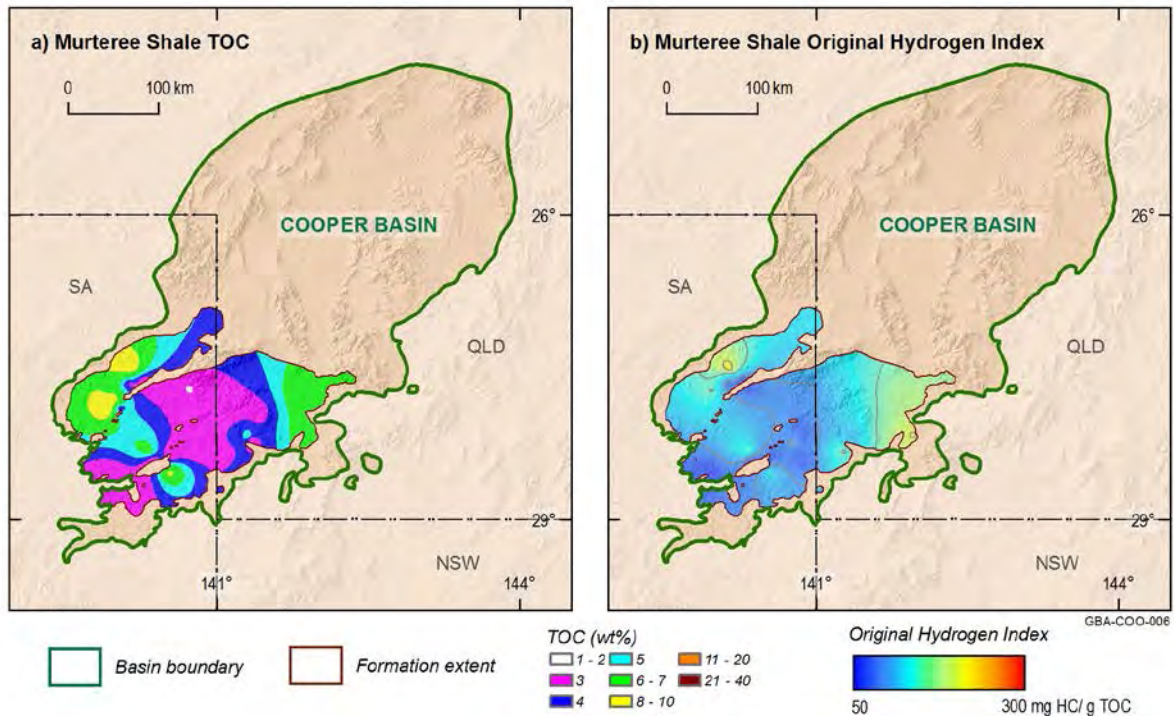 a) Murteree Shale TOC
0 100 km
COOPER BASIN
26°
SA
QLD
29°
NSW
141°
144°
b) Murteree Shale Original Hydrogen Index
0 100 km
COOPER BASIN
26°
SA
QLD
29°
NSW
141°
144°
GBA-COO-006
Basin boundary
Formation extent
TOC (wt%)
1 - 2 5 11 - 20
3 6 - 7 21 - 40
4 8 - 10
Original Hydrogen Index
50 300 mg HC/ g TOC